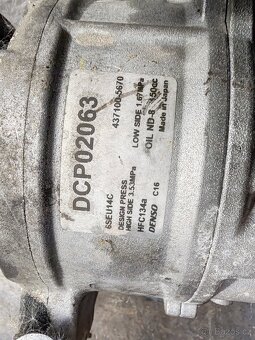 DCP02063
437100-5670
6SEU14C
DESIGN PRESS
HIGH SIDE 3.53MPa
LOW SIDE 1.67MPa
HFC134a
OIL ND-8 150cc
DENSO C16
Made in Japan